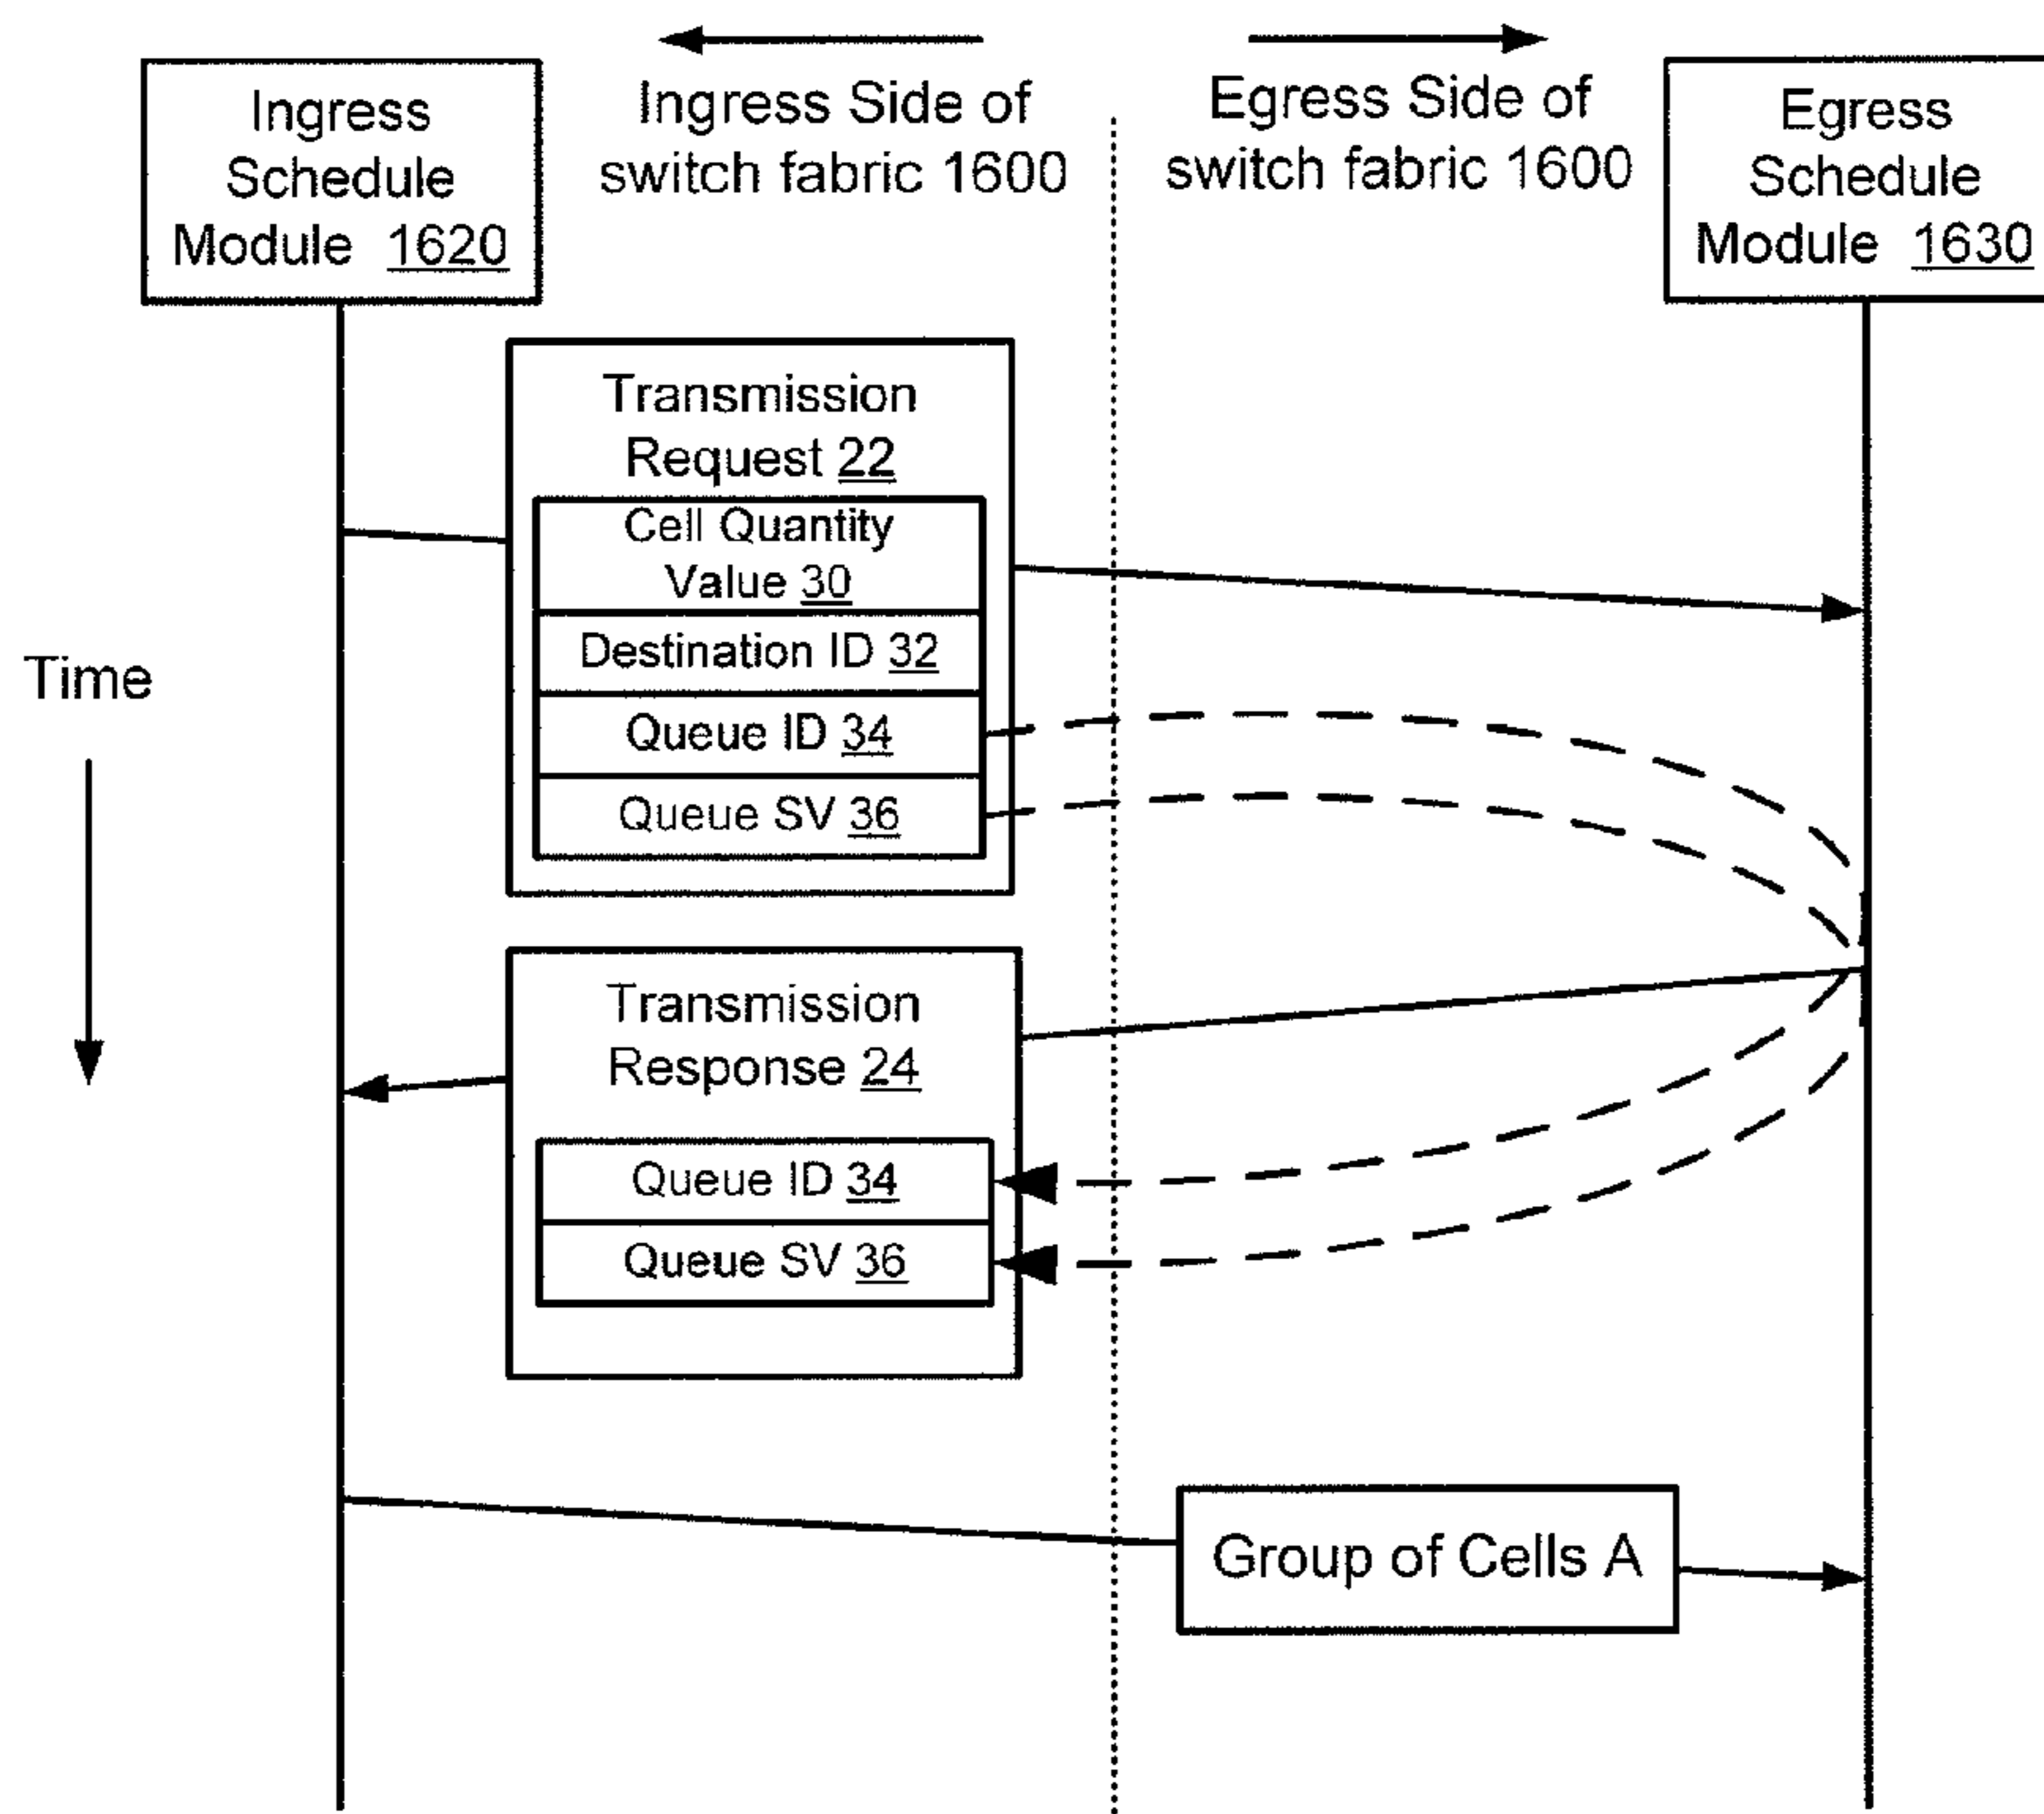 Ingress
Schedule
Module 1620
Ingress Side of
switch fabric 1600
Egress Side of
switch fabric 1600
Egress
Schedule
Module 1630
Time
Transmission
Request 22
Cell Quantity
Value 30
Destination ID 32
Queue ID 34
Queue SV 36
Transmission
Response 24
Queue ID 34
Queue SV 36
Group of Cells A